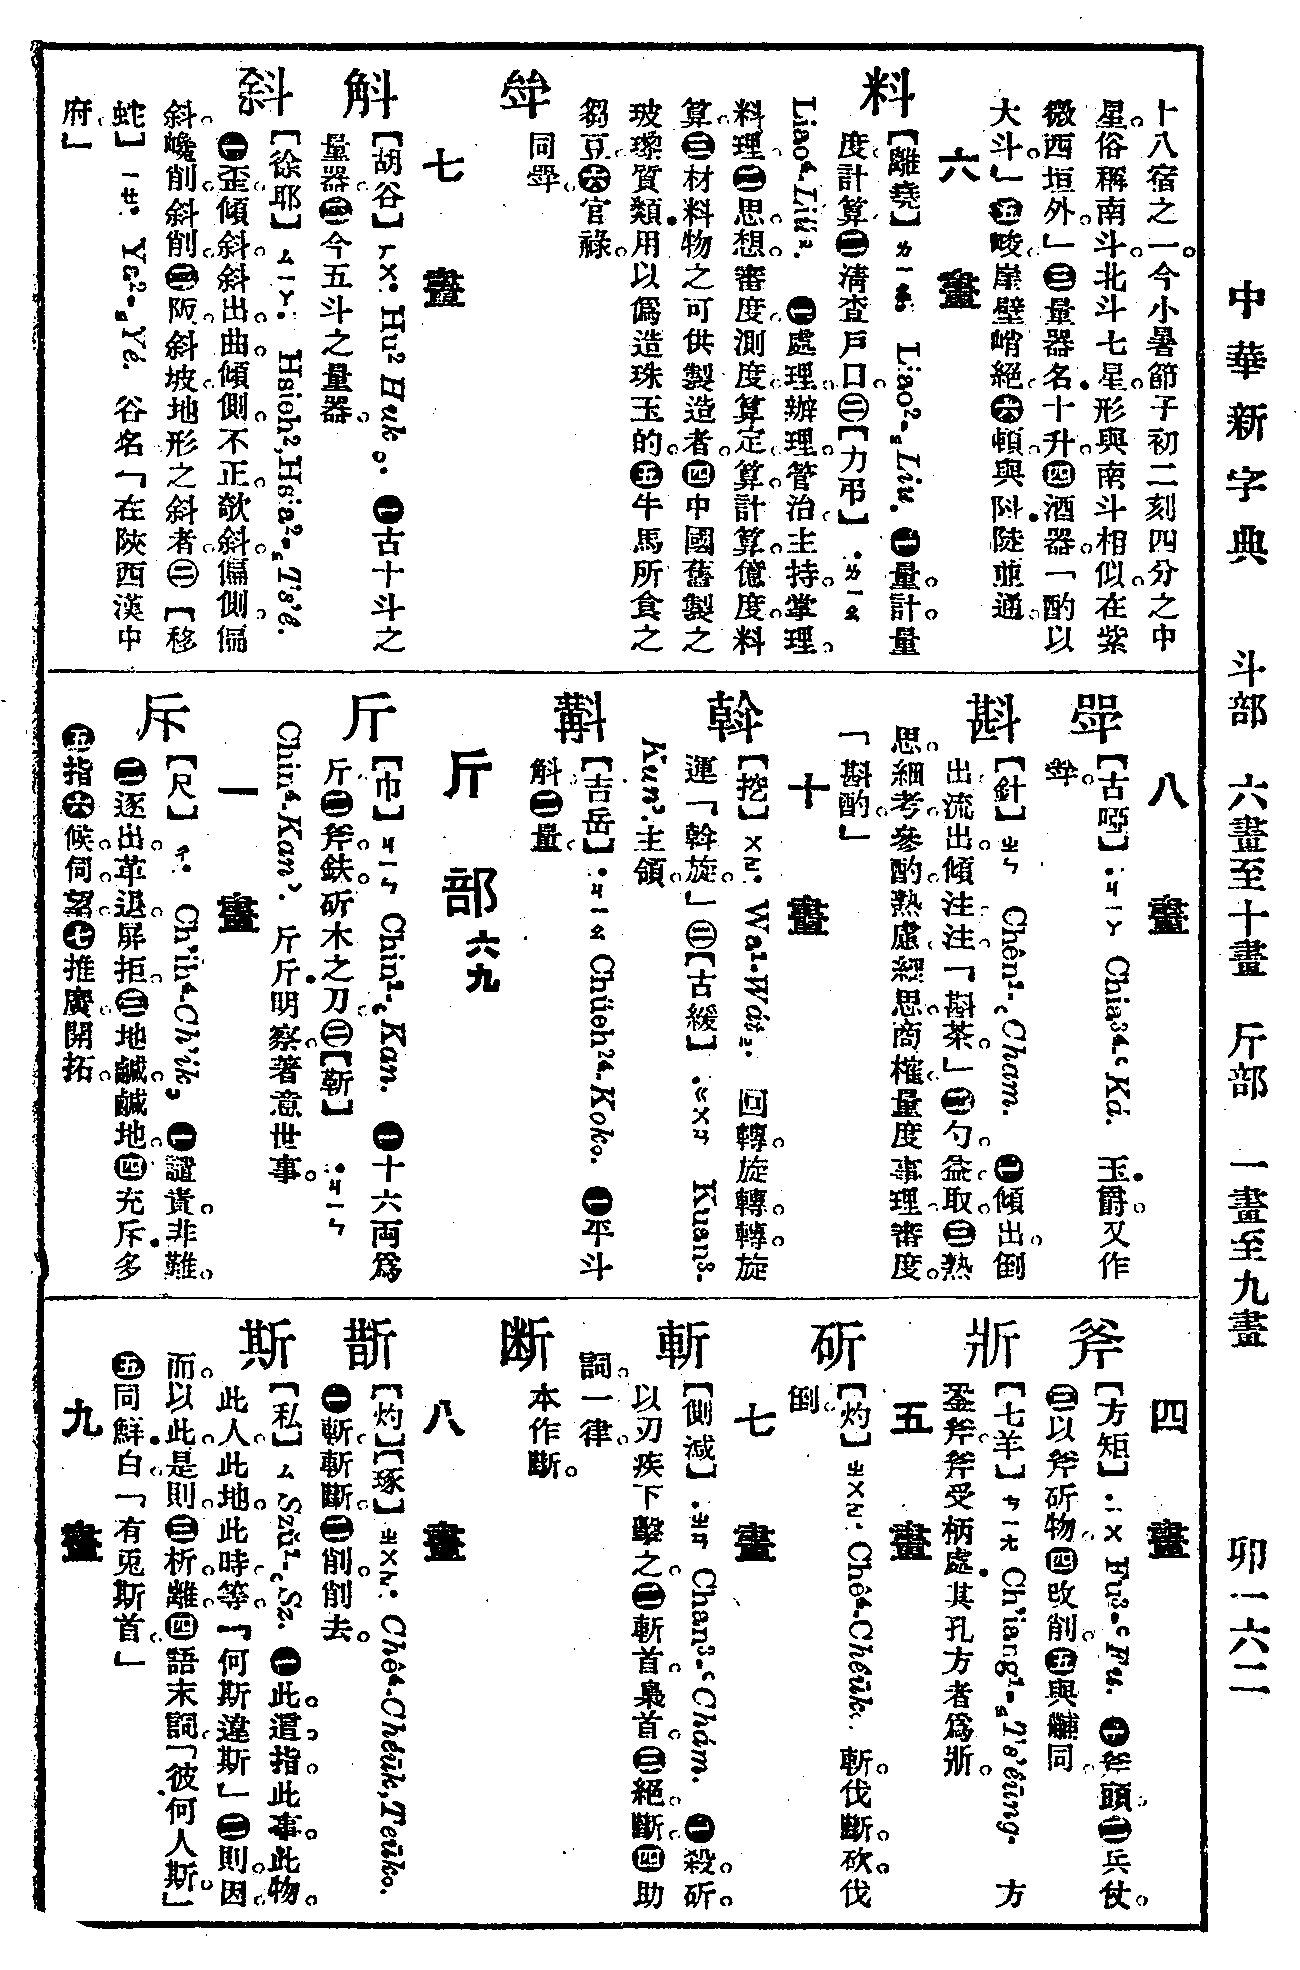 中華新字典　斗部　六畫至十畫　斤部　一畫至九畫　卯一六二
十八宿之一。今小暑節子初二刻四分之中
星。俗稱南斗。北斗七星。形與南斗相似。在紫
微西垣外。」㊂量器名。十升。㊃酒器。「酌以
大斗。」㊄峻崖壁峭絕。㊅頓與㪷陡並通。
六畫
料
【離堯】ㄌㄧㄠ. Liao²-Liu. ㊀量計量
度計算。㊁淸查戶口。㊁【力弔】·ㄌㄧㄠ
Liao⁴-Liú². ㊀處理。辦理。管治。主持。掌理。
料理。㊁思想。審度。測度。算定。算計。算。億度。料
算。㊂材料物之可供製造者。㊃中國舊製之
玻瓈質類。用以僞造珠玉的。㊄牛馬所食之
芻豆。㊅官祿。
斚
同斝。
七畫
斛
【胡谷】ㄏㄨ. Hu² Huk. ㊀古十斗之
量器。㊁今五斗之量器。
斜
【徐耶】ㄙㄧㄚ. Hsieh², Hsia²-Ts'é.
㊀歪傾斜。斜出。曲。傾側。不正。欹斜。偏側。偏
斜。巉削。斜削。㊁阪斜坡。地形之斜者。㊁【移
蛇】ㄧㄝ. Yeh²-Yé. 谷名「在陝西漢中
府」
八畫
斝
【古啞】·ㄐㄧㄚ Chia³⁴-Ká. 玉爵。又作
斚。
斟
【針】ㄓㄣ Chên¹-Cham. ㊀傾出。倒
出。流出。傾注。注。「斟茶」㊁勺。益。取。㊂熟
思。細考。參酌。熟慮。細思。商榷。量度事理。審度。
「斟酌」
十畫
斡
【挖】ㄨㄛ. Wa¹-Wát. 回轉。旋轉。轉。旋
運「斡旋。」㊁【古緩】·ㄍㄨㄢ Kuan³-
Kun³. 主領。
斠
【吉岳】·ㄐㄧㄠ Chüeh²⁴-Kok. ㊀平斗
斛。㊁量。
斤部六九
斤
【巾】ㄐㄧㄣ Chin¹-Kan. ㊀十六兩爲
斤。㊁斧鉄。斫木之刀。㊁【靳】·ㄐㄧㄣ
Chin⁴-Kan³. 斤斤。明察。著意世事。
一畫
斥
【尺】ㄔ. Ch'ih⁴-Ch'ik. ㊀譴責。非難。
㊁逐出。革退。屏拒。㊂地鹹。鹹地。㊃充斥。多
㊄指。㊅候。伺。望。㊆推廣。開拓。
四畫
斧
【方矩】·ㄈㄨ Fu³-Fu. ㊀斧頭。㊁兵仗。
㊂以斧斫物。㊃改削。㊄與黼同。
斨
【七羊】ㄑㄧㄤ Ch'iang¹-Ts'éung. 方
銎斧。斧受柄處。其孔方者爲斨。
五畫
斫
【灼】ㄓㄨㄛ. Chê⁴-Chéuk. 斬。伐。斷。砍。伐
倒。
七畫
斬
【側減】·ㄓㄢ Chan³-Chám. ㊀殺。斫。
以刃疾下擊之。㊁斬首。梟首。㊂絕。斷。㊃助
詞。一律。
断
本作斷。
八畫
斮
【灼】【琢】ㄓㄨㄛ. Chê⁴-Chéuk, Teuk.
㊀斬。斬斷。㊁削。削去。
斯
【私】ㄙ Szŭ¹-Sz. ㊀此。這。指此事。此物。
此人。此地。此時等「何斯違斯」㊁則。因
而。以此。是則。㊂析。離。㊃語末詞。「彼何人斯」
㊄同鮮。白。「有兎斯首。」
九畫